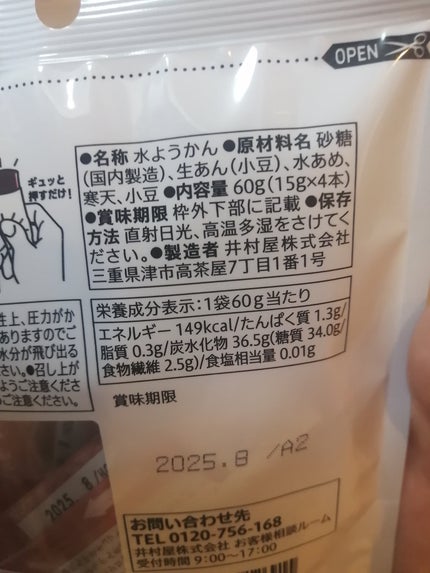 OPEN
ギュッと
押すだけ!
●名称 水ようかん ●原材料名 砂糖
(国内製造)、生あん(小豆)、水あめ、
寒天、小豆 ●内容量 60g(15g×4本)
●賞味期限 枠外下部に記載 ●保存
方法 直射日光、高温多湿をさけてく
ださい。●製造者 井村屋株式会社
三重県津市高茶屋7丁目1番1号
栄養成分表示:1袋60g当たり
エネルギー 149kcal/たんぱく質 1.3g/
脂質 0.3g/炭水化物 36.5g(糖質 34.0g/
食物繊維 2.5g)/食塩相当量 0.01g
性上、圧力がか
ありますのでご
水分が飛び出る
さい。●召し上が
ようご注意くださ
ご注意ください。
賞味期限
2025.8 /A2
2025.8
お問い合わせ先
TEL 0120-756-168
井村屋株式会社 お客様相談ルーム
受付時間 9:00〜17:00